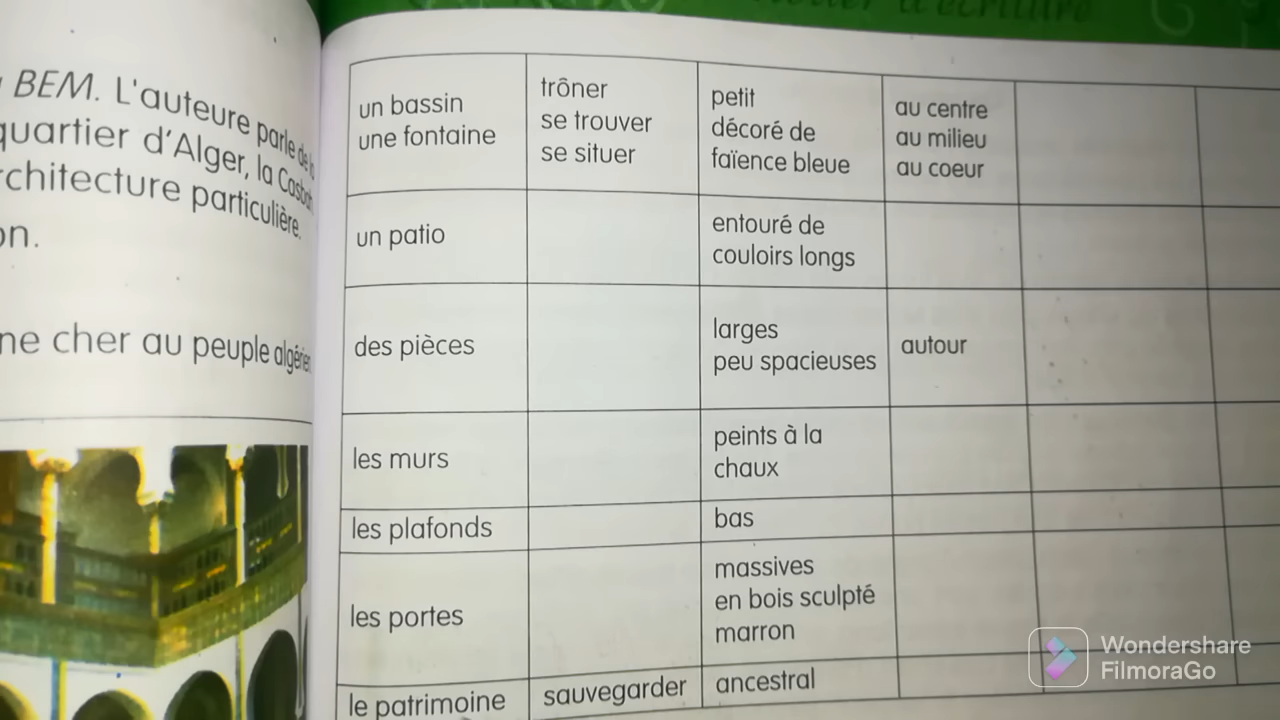 d'écriture
BEM. L'auteure parle de la
quartier d'Alger, la Casbah
architecture particulière.
on.
ne cher au peuple algérien
un bassin
une fontaine
trôner
se trouver
se situer
petit
décoré de
faïence bleue
au centre
au milieu
au coeur
un patio
entouré de
couloirs longs
des pièces
larges
peu spacieuses
autour
les murs
peints à la
chaux
les plafonds
bas
les portes
massives
en bois sculpté
marron
le patrimoine
sauvegarder
ancestral
Wondershare
FilmoraGo